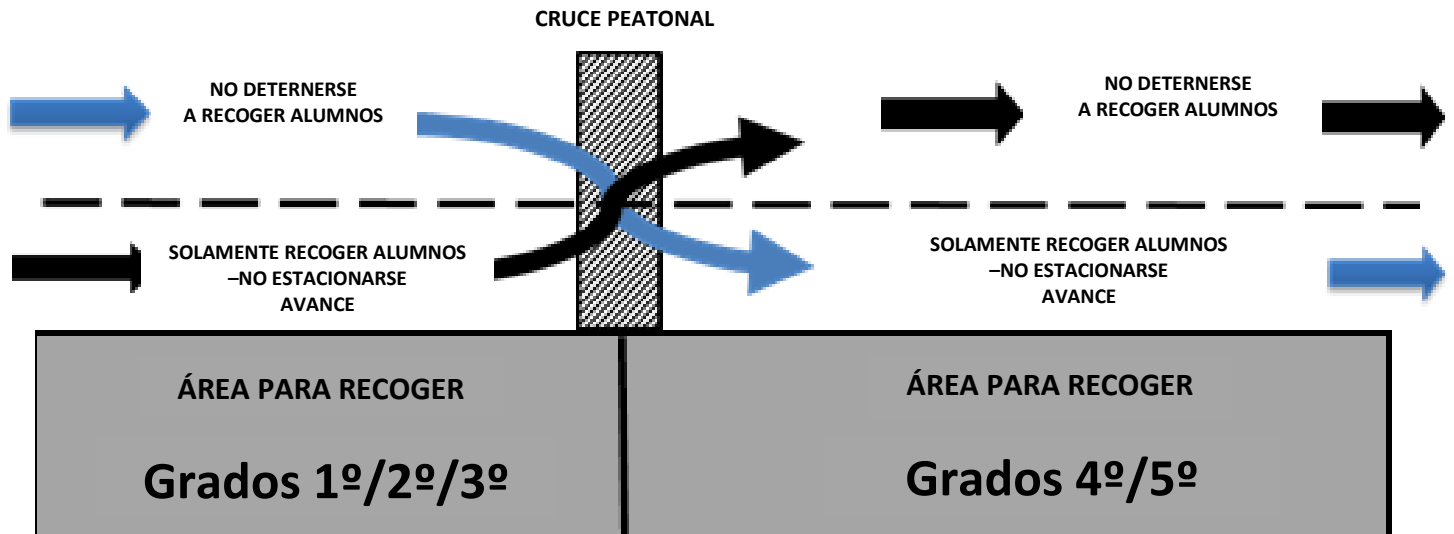 CRUCE PEATONAL
NO DETERNERSE
A RECOGER ALUMNOS
NO DETERNERSE
A RECOGER ALUMNOS
SOLAMENTE RECOGER ALUMNOS
–NO ESTACIONARSE
AVANCE
SOLAMENTE RECOGER ALUMNOS
–NO ESTACIONARSE
AVANCE
ÁREA PARA RECOGER
Grados 1º/2º/3º
ÁREA PARA RECOGER
Grados 4º/5º